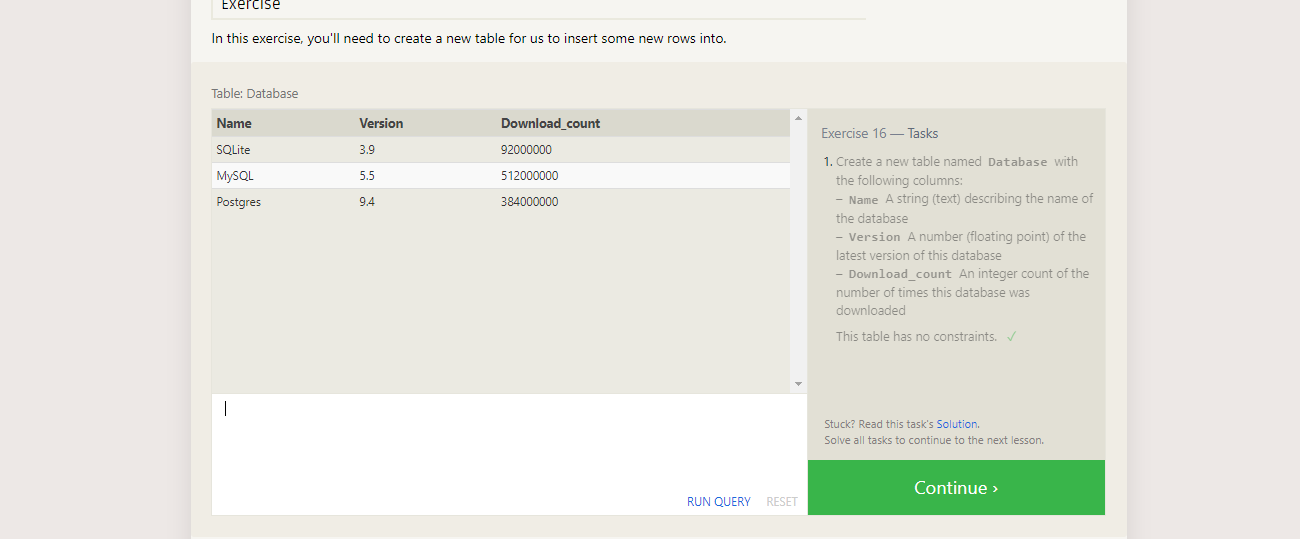 Exercise
In this exercise, you'll need to create a new table for us to insert some new rows into.
Table: Database
Name Version Download_count
SQLite 3.9 92000000
MySQL 5.5 512000000
Postgres 9.4 384000000
RUN QUERY RESET
Exercise 16 — Tasks
1. Create a new table named Database with
the following columns:
– Name A string (text) describing the name of
the database
– Version A number (floating point) of the
latest version of this database
– Download_count An integer count of the
number of times this database was
downloaded
This table has no constraints. ✓
Stuck? Read this task's Solution.
Solve all tasks to continue to the next lesson.
Continue ›